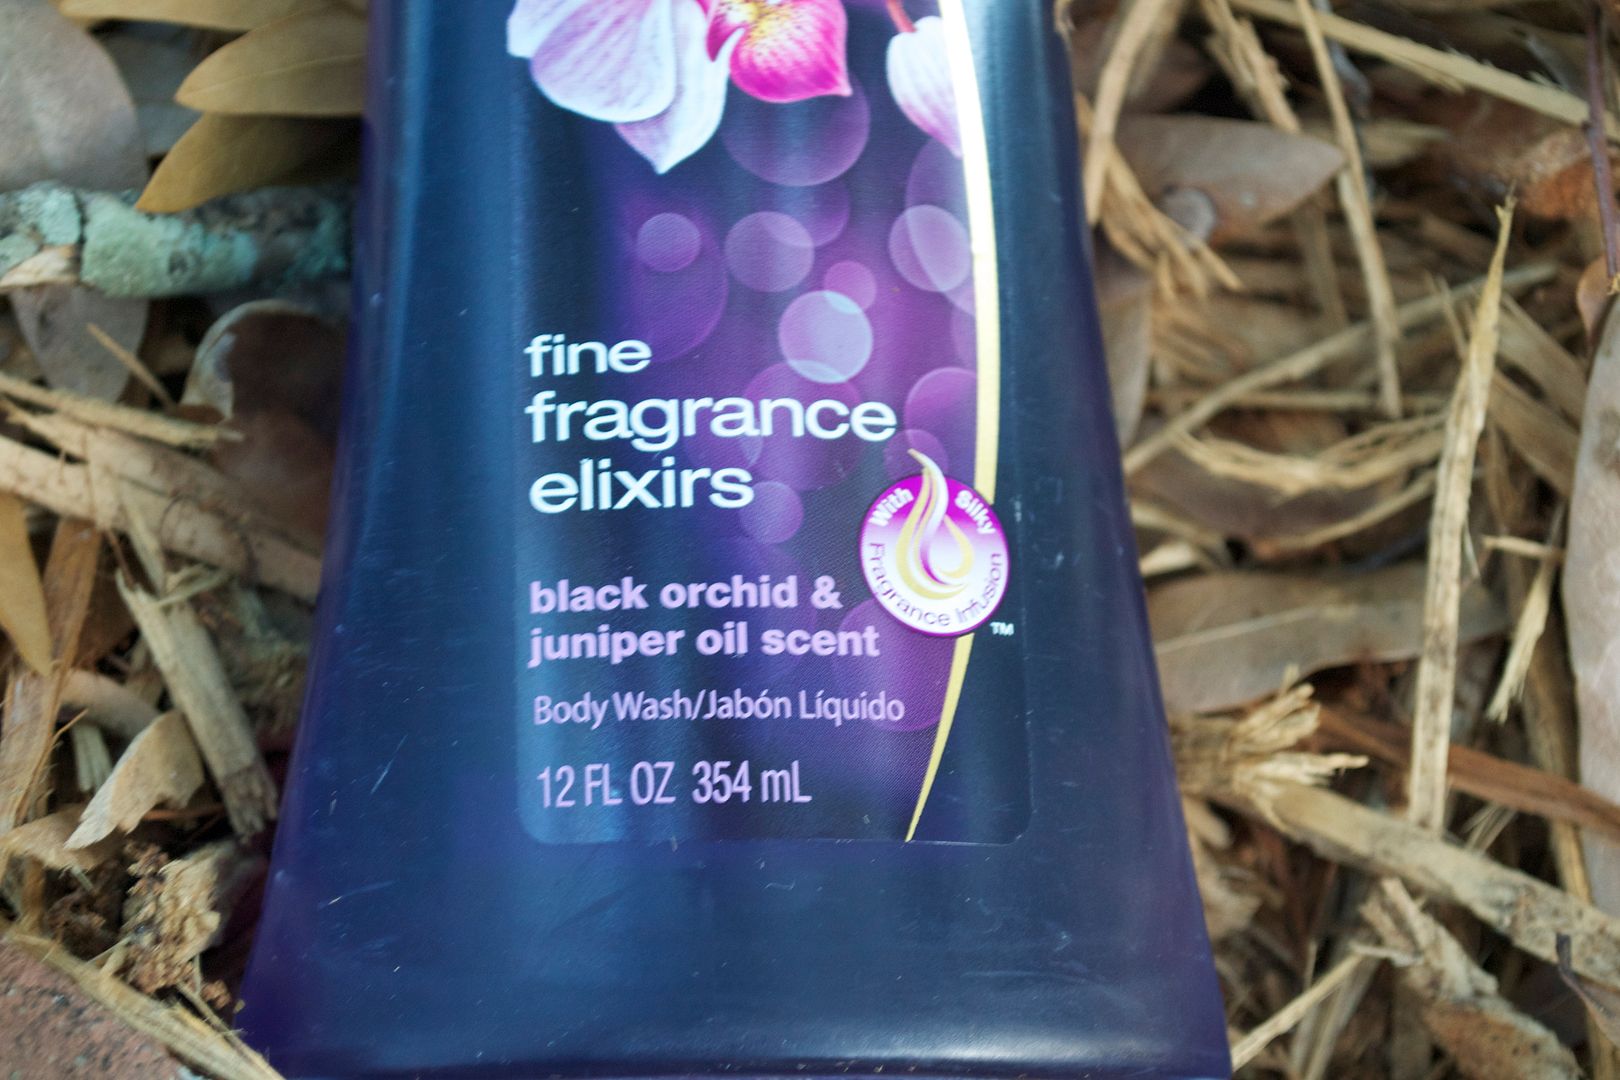 fine
fragrance
elixirs
With Silky
Fragrance Infusion
TM
black orchid &
juniper oil scent
Body Wash/Jabón Líquido
12 FL OZ 354 mL